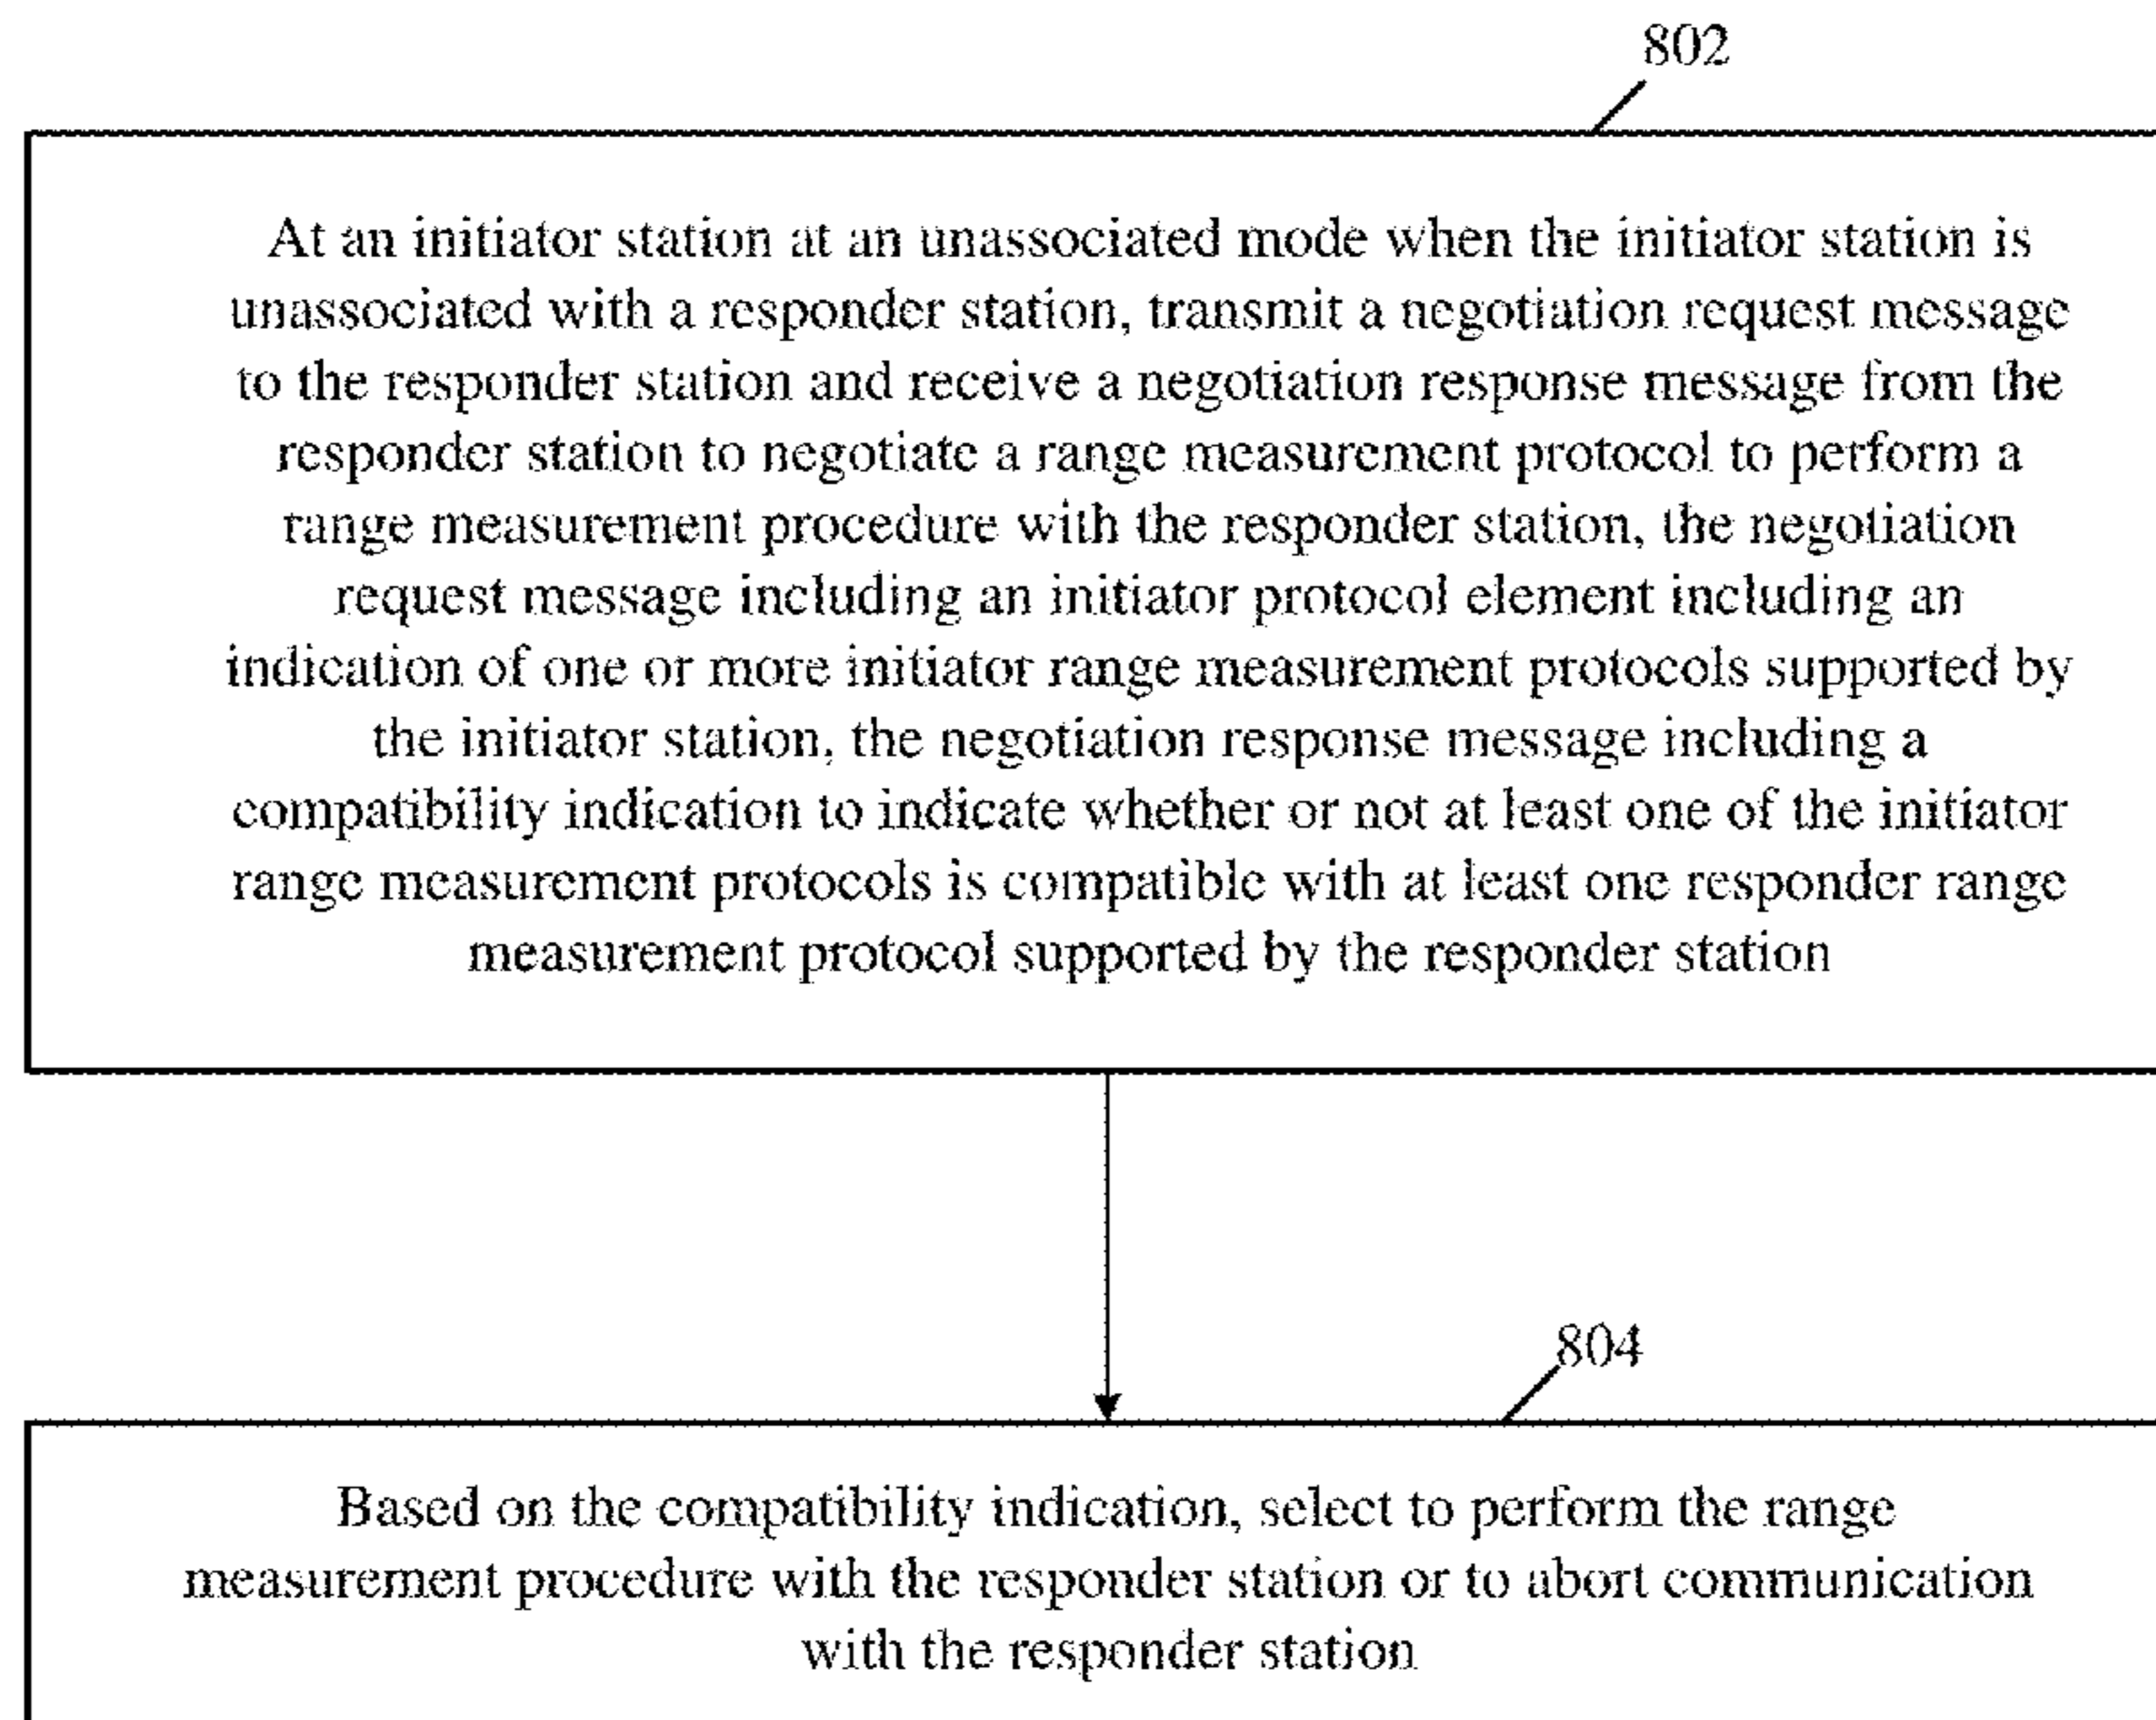 802
At an initiator station at an unassociated mode when the initiator station is
unassociated with a responder station, transmit a negotiation request message
to the responder station and receive a negotiation response message from the
responder station to negotiate a range measurement protocol to perform a
range measurement procedure with the responder station, the negotiation
request message including an initiator protocol element including an
indication of one or more initiator range measurement protocols supported by
the initiator station, the negotiation response message including a
compatibility indication to indicate whether or not at least one of the initiator
range measurement protocols is compatible with at least one responder range
measurement protocol supported by the responder station
804
Based on the compatibility indication, select to perform the range
measurement procedure with the responder station or to abort communication
with the responder station